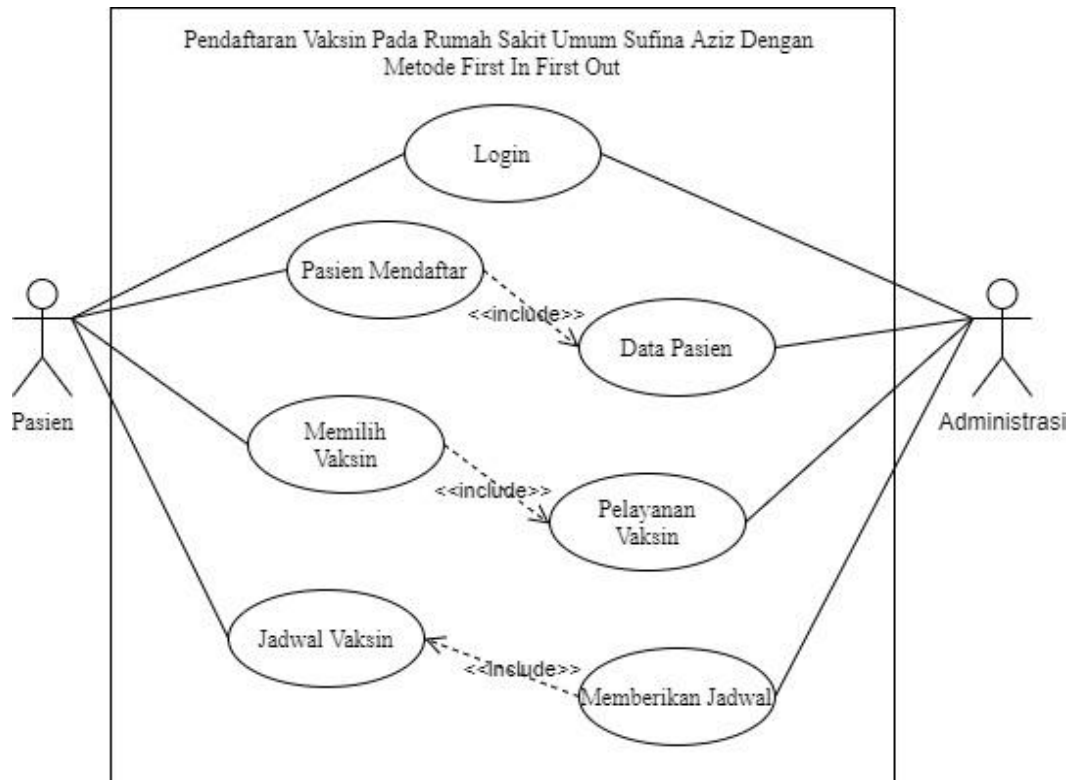 Pendaftaran Vaksin Pada Rumah Sakit Umum Sufina Aziz Dengan
Metode First In First Out
Login
Pasien Mendaftar
<<include>>
Data Pasien
Pasien
Administrasi
Memilih
Vaksin
<<include>>
Pelayanan
Vaksin
Jadwal Vaksin
<<Include>>
Memberikan Jadwal